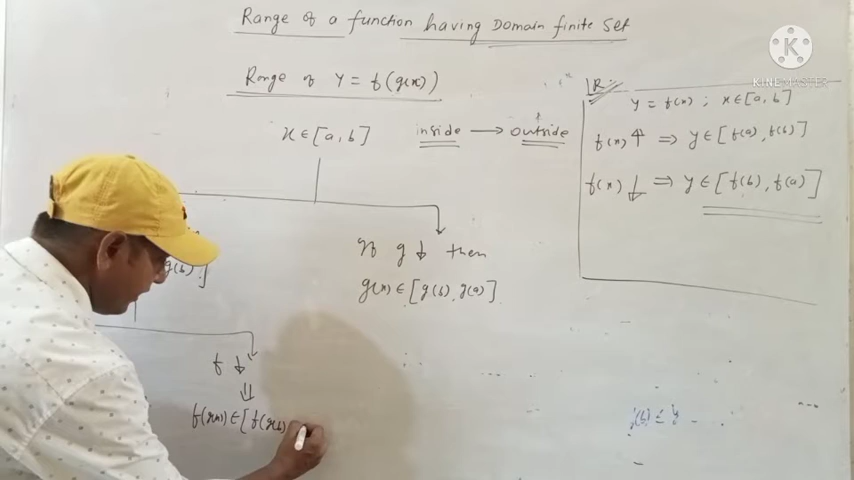 Range of a function having Domain finite set
Range of Y = f(g(x))
x ∈ [a, b]
inside → outside
R:
y = f(x) ; x ∈ [a, b]
f(x) ↑ ⇒ y ∈ [f(a), f(b)]
f(x) ↓ ⇒ y ∈ [f(b), f(a)]
g(b)]
If g ↓ then
g(x) ∈ [g(b), g(a)]
f ↓
⇓
f(g(x)) ∈ [f(g(b)
K
KINEMASTER